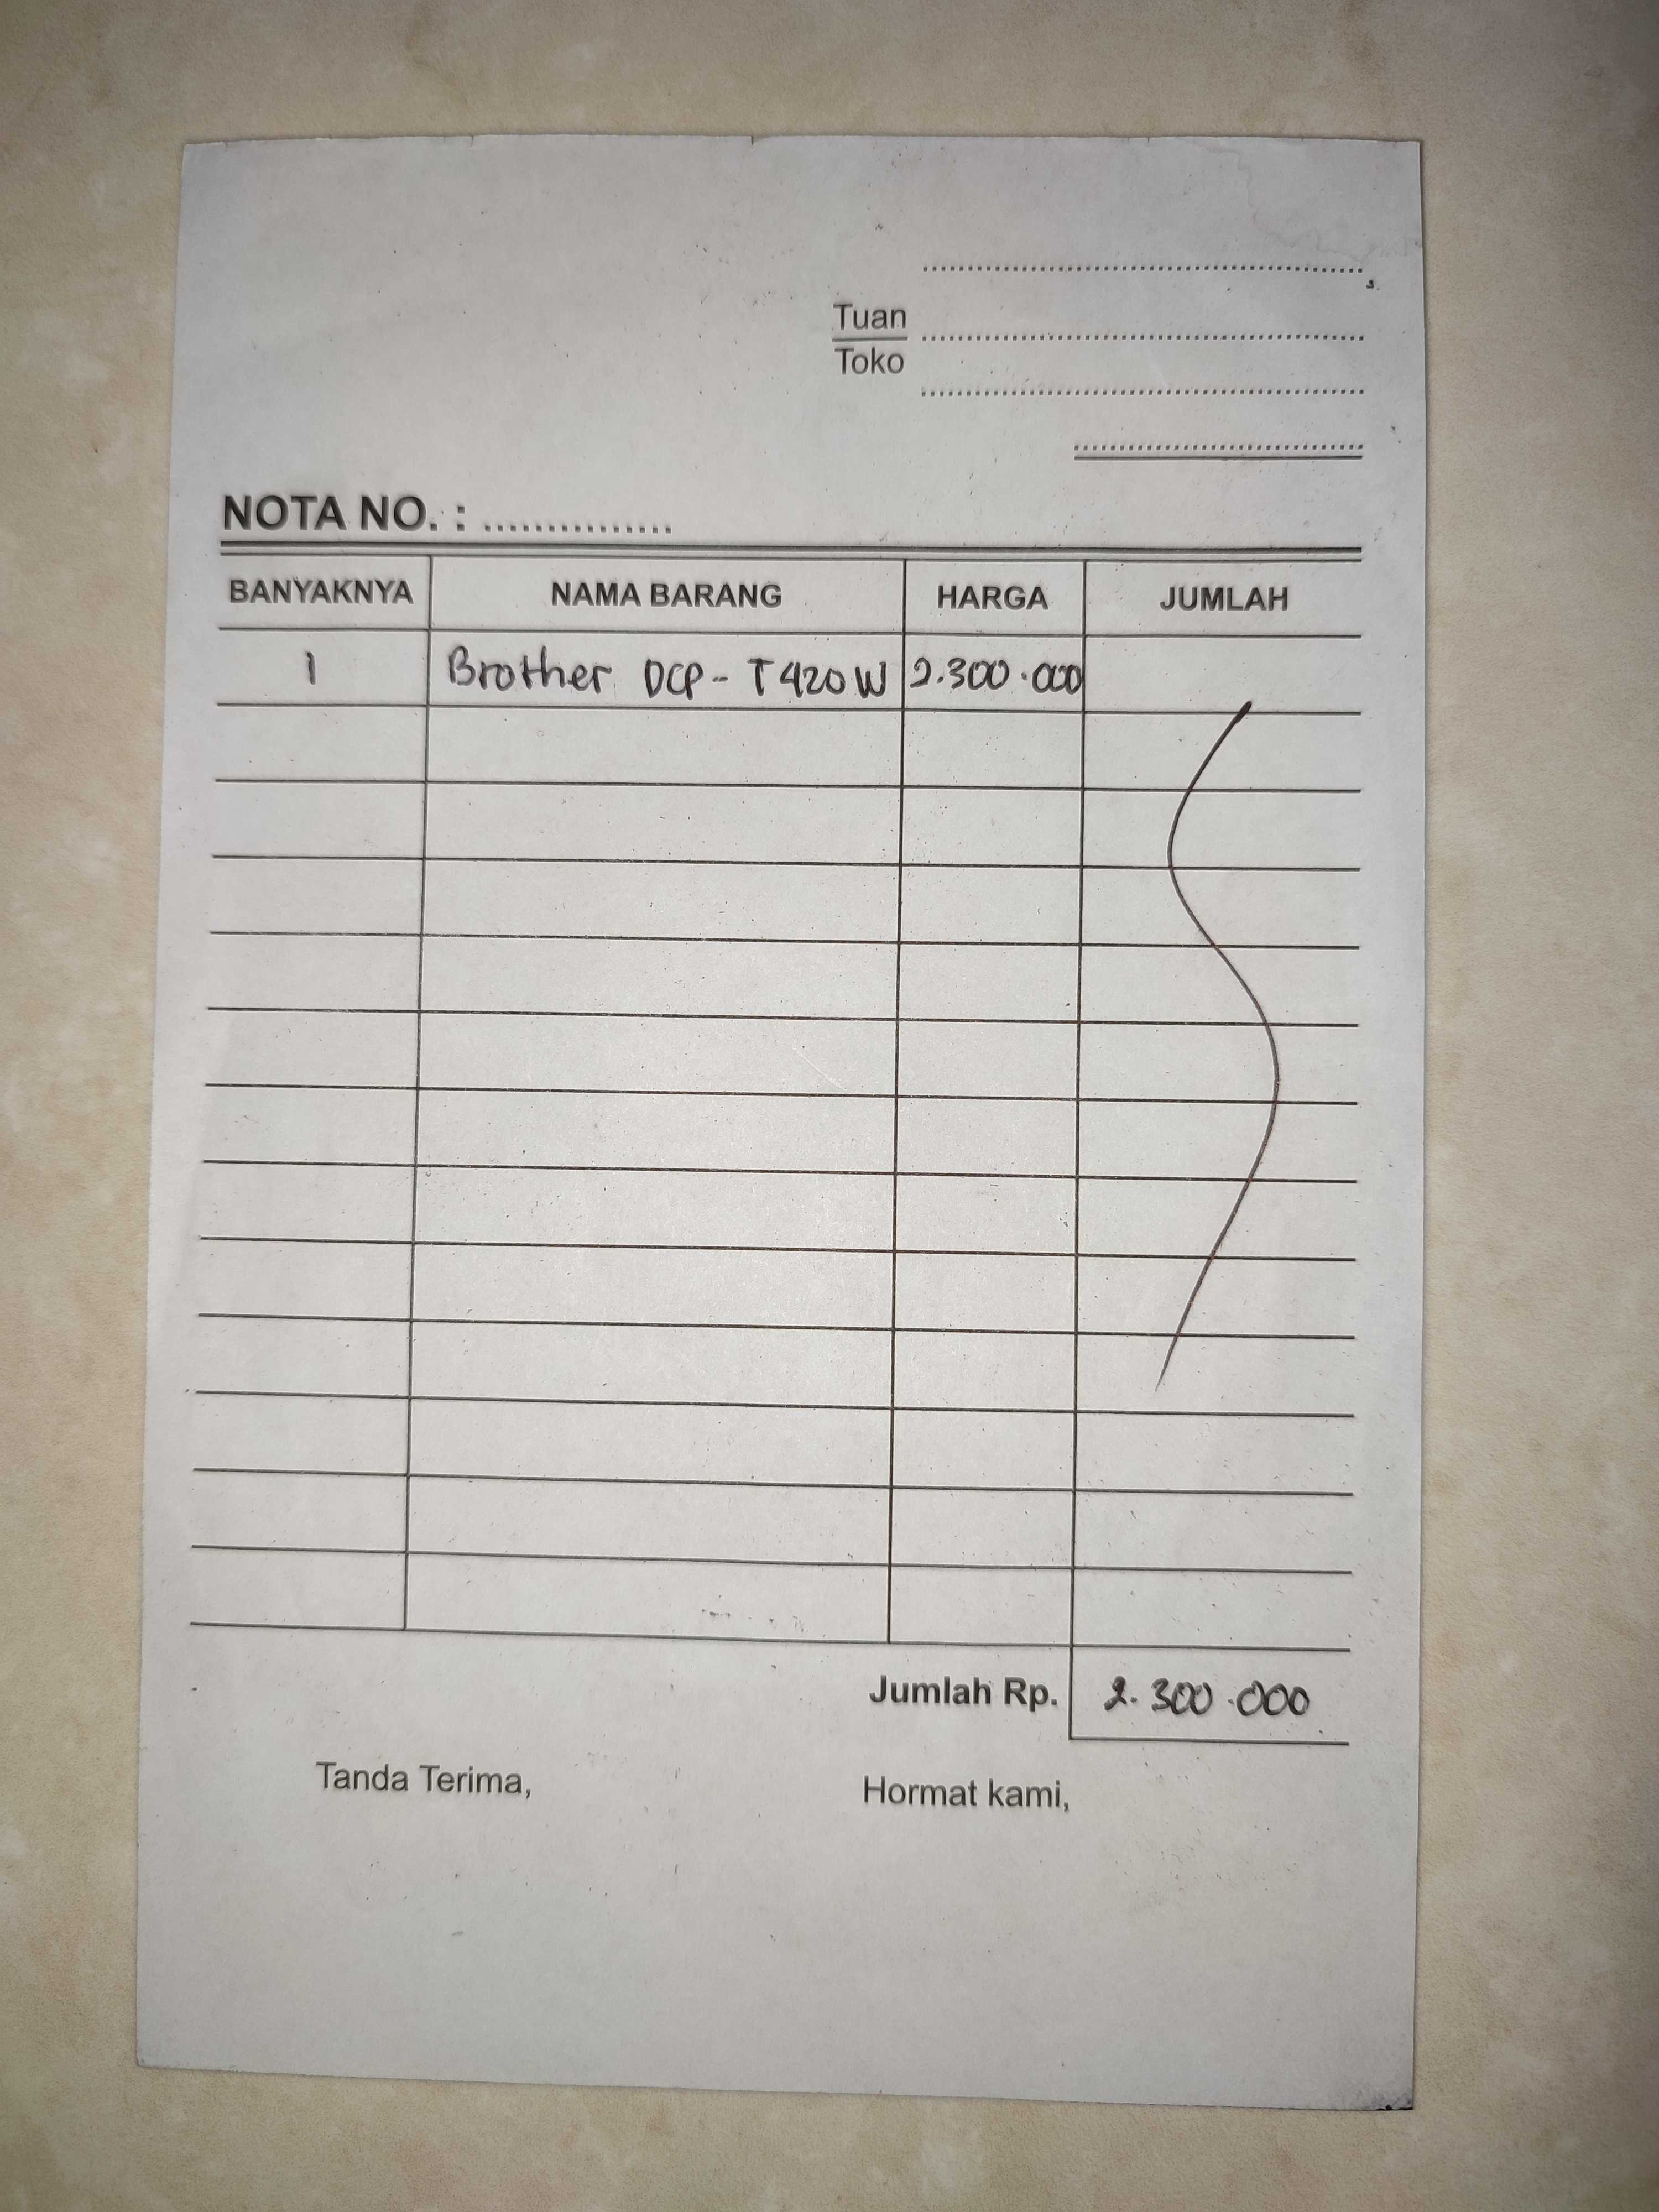 Tuan
Toko
NOTA NO. : ...............
BANYAKNYA NAMA BARANG HARGA JUMLAH
1 Brother DCP - T420W 2.300.000
Jumlah Rp. 2.300.000
Tanda Terima, Hormat kami,